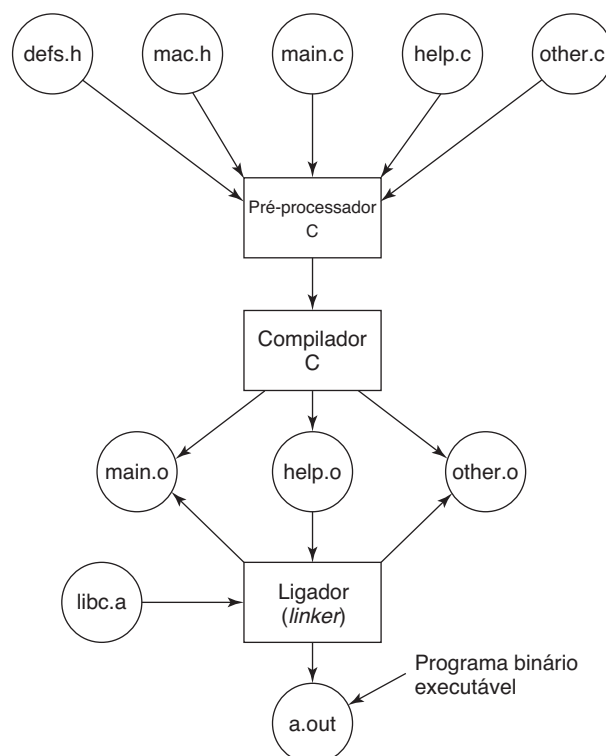 defs.h
mac.h
main.c
help.c
other.c
Pré-processador
C
Compilador
C
main.o
help.o
other.o
libc.a
Ligador
(linker)
Programa binário
executável
a.out